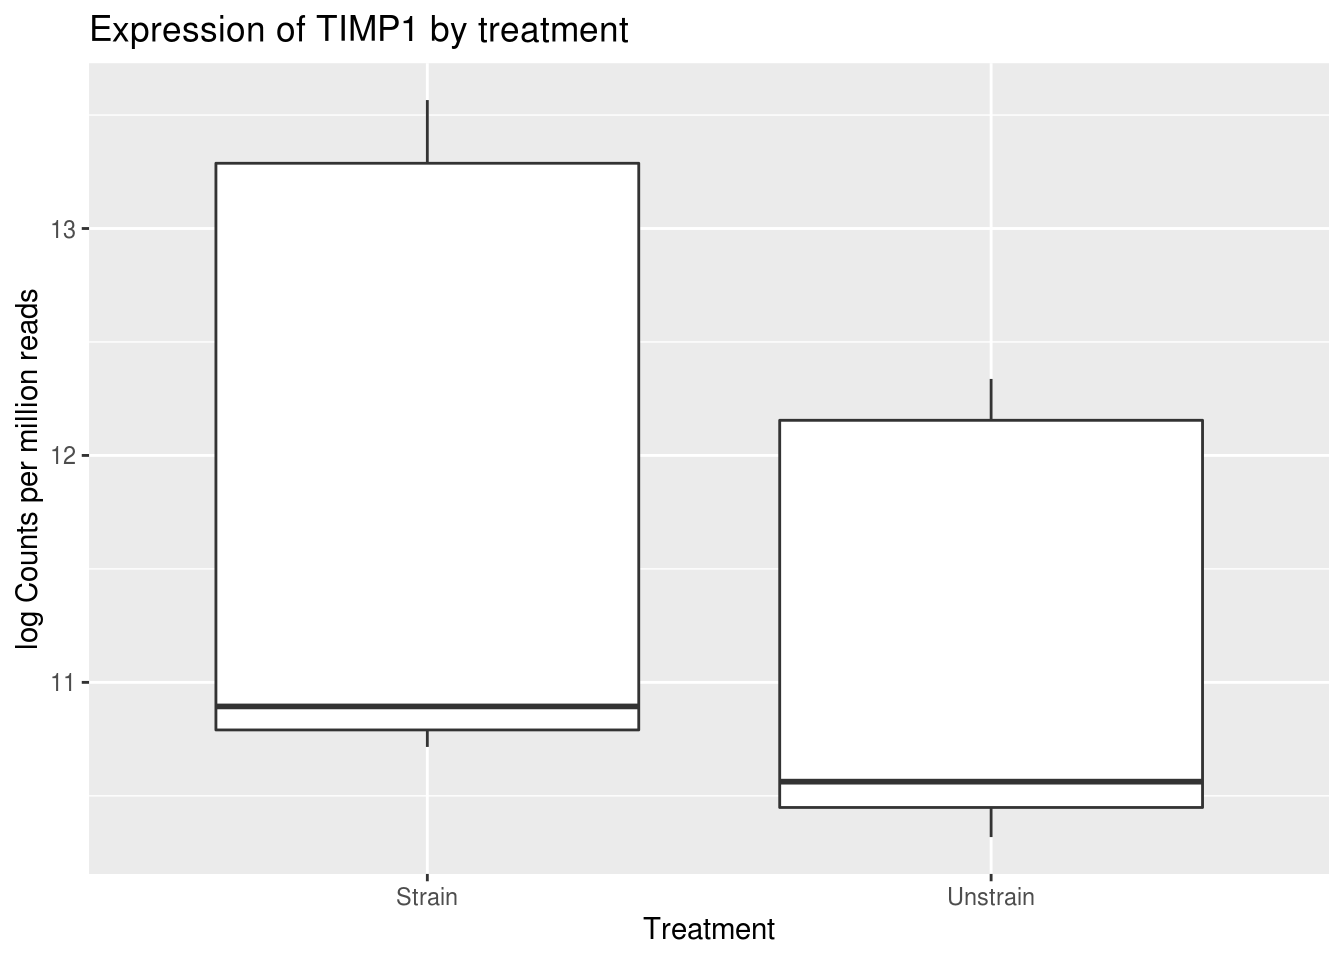 Expression of TIMP1 by treatment
log Counts per million reads
13
12
11
Strain
Unstrain
Treatment